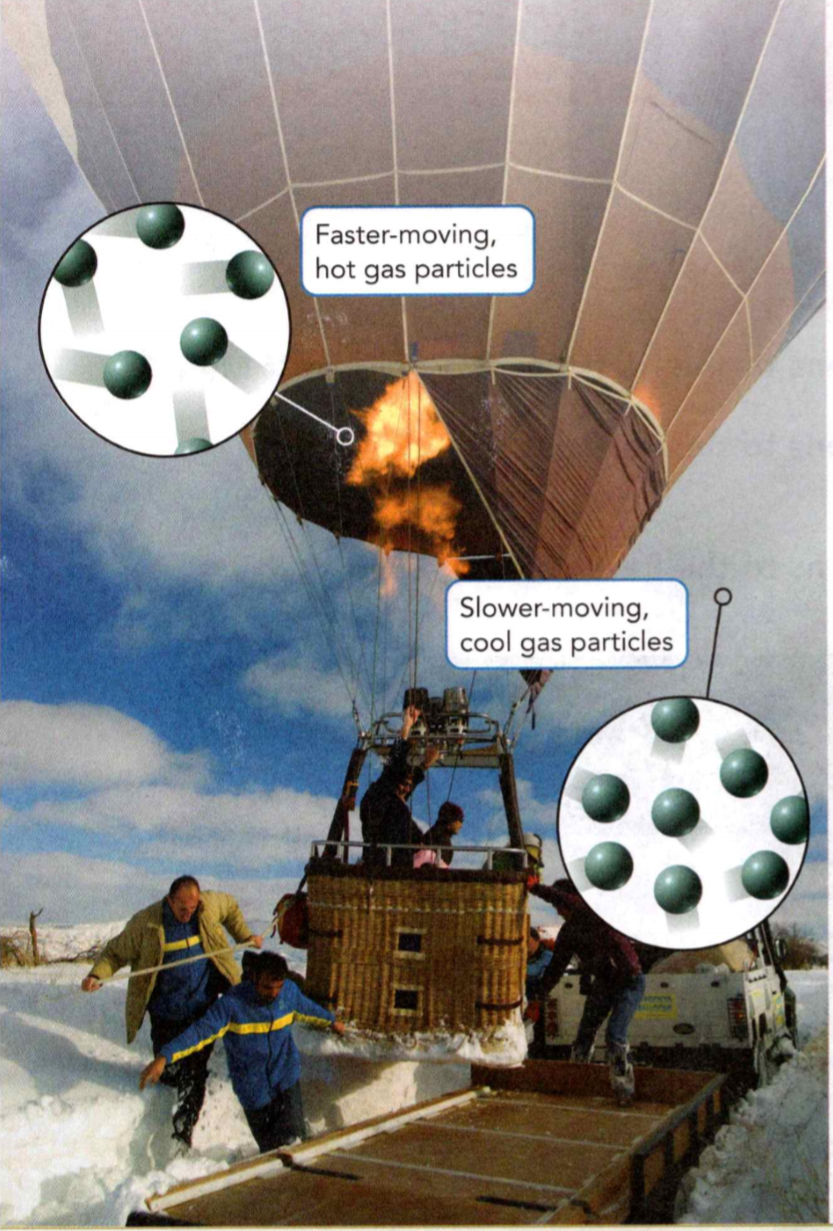 Faster-moving,
hot gas particles
Slower-moving,
cool gas particles